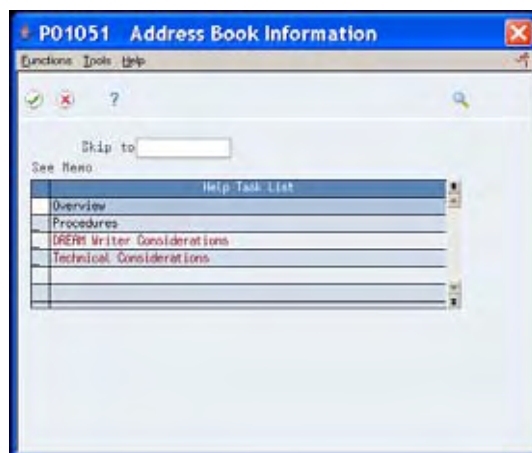 P01051 Address Book Information
Functions Tools Help
?
Skip to
See Memo
Help Task List
Overview
Procedures
DREAM Writer Considerations
Technical Considerations